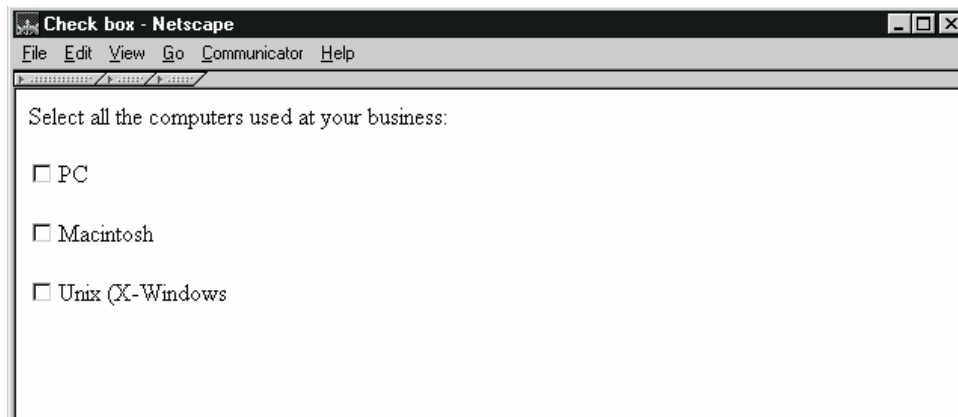 Check box - Netscape
File Edit View Go Communicator Help
Select all the computers used at your business:
PC
Macintosh
Unix (X-Windows